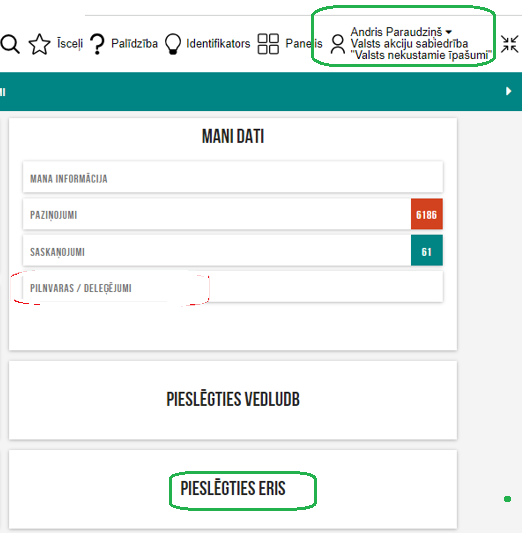 Īsceļi
Palīdzība
Identifikators
Panelis
Andris Paraudziņš
Valsts akciju sabiedrība
"Valsts nekustamie īpašumi"
MANI DATI
MANA INFORMĀCIJA
PAZIŅOJUMI 6186
SASKAŅOJUMI 61
PILNVARAS / DELEĢĒJUMI
PIESLĒGTIES VEDLUDB
PIESLĒGTIES ERIS